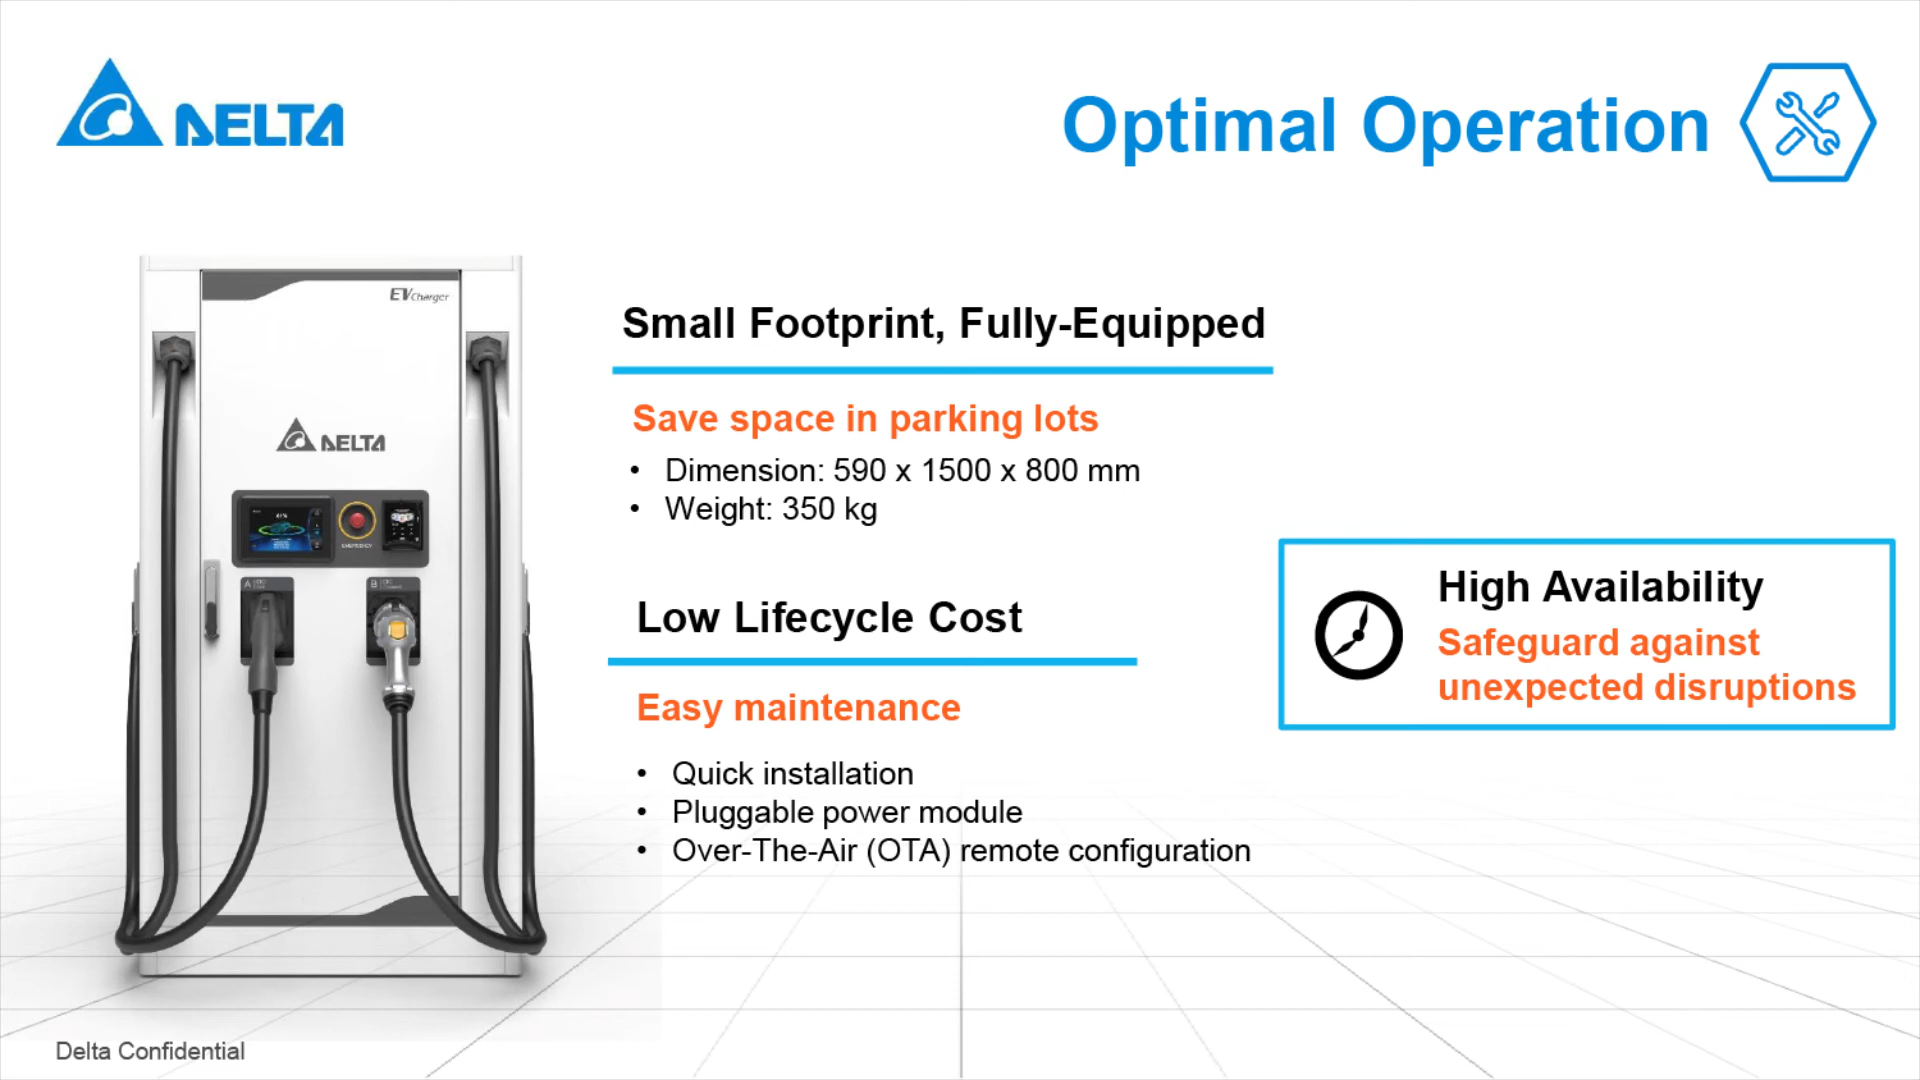 DELTA
Optimal Operation
EV Charger
DELTA
EMERGENCY
A
B
Small Footprint, Fully-Equipped
Save space in parking lots
• Dimension: 590 x 1500 x 800 mm
• Weight: 350 kg
Low Lifecycle Cost
Easy maintenance
• Quick installation
• Pluggable power module
• Over-The-Air (OTA) remote configuration
High Availability
Safeguard against
unexpected disruptions
Delta Confidential